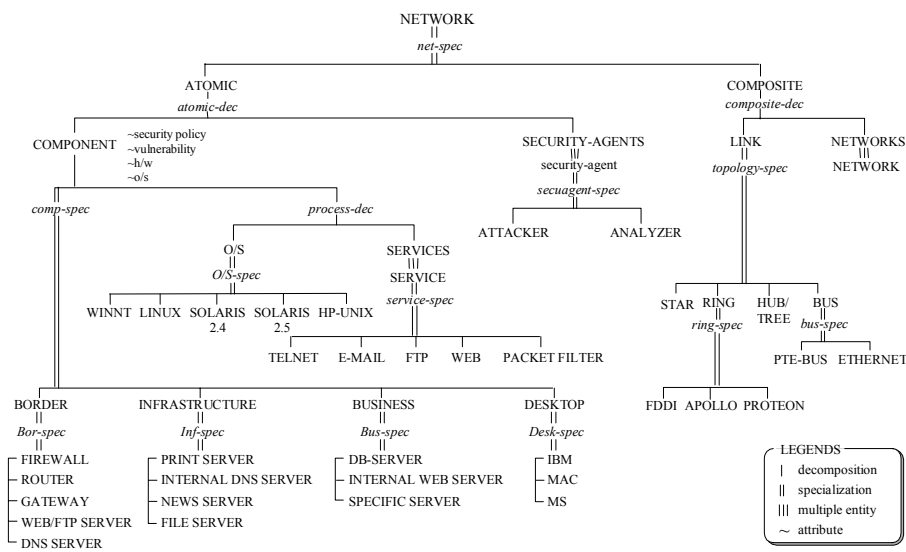 NETWORK
net-spec
ATOMIC
COMPOSITE
atomic-dec
composite-dec
COMPONENT
~security policy
~vulnerability
~h/w
~o/s
SECURITY-AGENTS
security-agent
secuagent-spec
LINK
topology-spec
NETWORKS
NETWORK
comp-spec
process-dec
ATTACKER
ANALYZER
O/S
O/S-spec
SERVICES
SERVICE
service-spec
WINNT
LINUX
SOLARIS
2.4
SOLARIS
2.5
HP-UNIX
STAR
RING
ring-spec
HUB/
TREE
BUS
bus-spec
TELNET
E-MAIL
FTP
WEB
PACKET FILTER
PTE-BUS
ETHERNET
FDDI
APOLLO
PROTEON
BORDER
Bor-spec
FIREWALL
ROUTER
GATEWAY
WEB/FTP SERVER
DNS SERVER
INFRASTRUCTURE
Inf-spec
PRINT SERVER
INTERNAL DNS SERVER
NEWS SERVER
FILE SERVER
BUSINESS
Bus-spec
DB-SERVER
INTERNAL WEB SERVER
SPECIFIC SERVER
DESKTOP
Desk-spec
IBM
MAC
MS
LEGENDS
decomposition
specialization
multiple entity
~ attribute